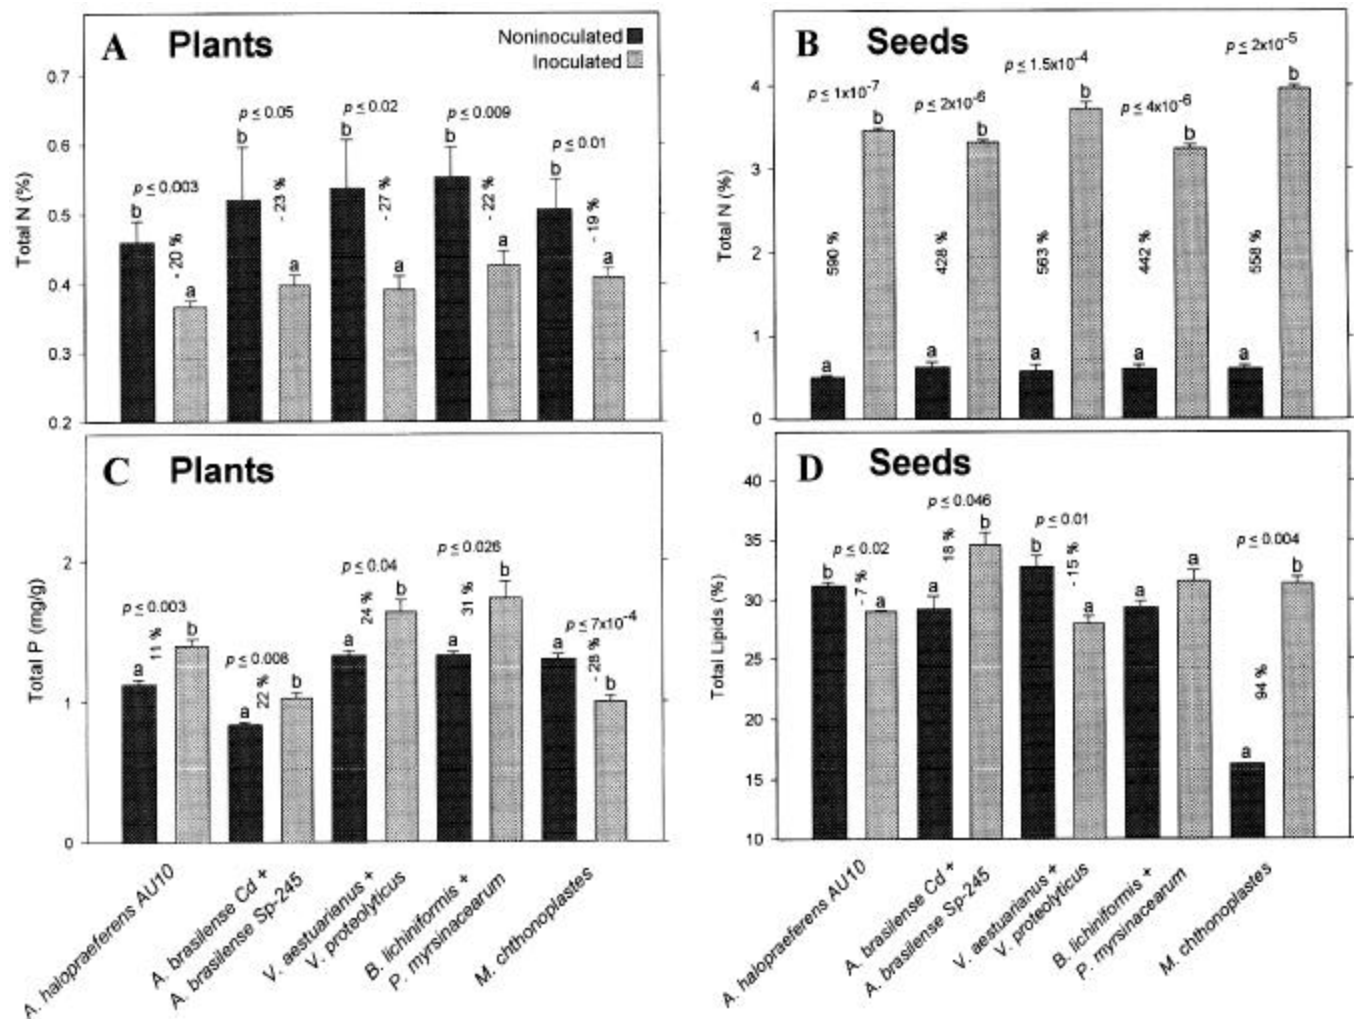 A Plants
Noninoculated
Inoculated
Total N (%)
0.7
0.6
0.5
0.4
0.3
0.2
p ≤ 0.003
b
- 20 %
a
p ≤ 0.05
b
- 23 %
a
p ≤ 0.02
b
- 27 %
a
p ≤ 0.009
b
- 22 %
a
p ≤ 0.01
b
- 19 %
a
B Seeds
Total N (%)
4
3
2
1
0
p ≤ 1x10-7
a
590 %
b
p ≤ 2x10-6
a
428 %
b
p ≤ 1.5x10-4
a
563 %
b
p ≤ 4x10-6
a
442 %
b
p ≤ 2x10-5
a
558 %
b
C Plants
Total P (mg/g)
2
1
0
p ≤ 0.003
a
11 %
b
p ≤ 0.008
a
22 %
b
p ≤ 0.04
a
24 %
b
p ≤ 0.026
a
31 %
b
p ≤ 7x10-4
a
- 28 %
b
A. halopraeferens AU10
A. brasilense Cd +
A. brasilense Sp-245
V. aestuarianus +
V. proteolyticus
B. lichiniformis +
P. myrsinacearum
M. chthonoplastes
D Seeds
Total Lipids (%)
40
35
30
25
20
15
10
p ≤ 0.02
b
- 7 %
a
p ≤ 0.046
a
18 %
b
p ≤ 0.01
b
- 15 %
a
a
a
p ≤ 0.004
a
94 %
b
A. halopraeferens AU10
A. brasilense Cd +
A. brasilense Sp-245
V. aestuarianus +
V. proteolyticus
B. lichiniformis +
P. myrsinacearum
M. chthonoplastes